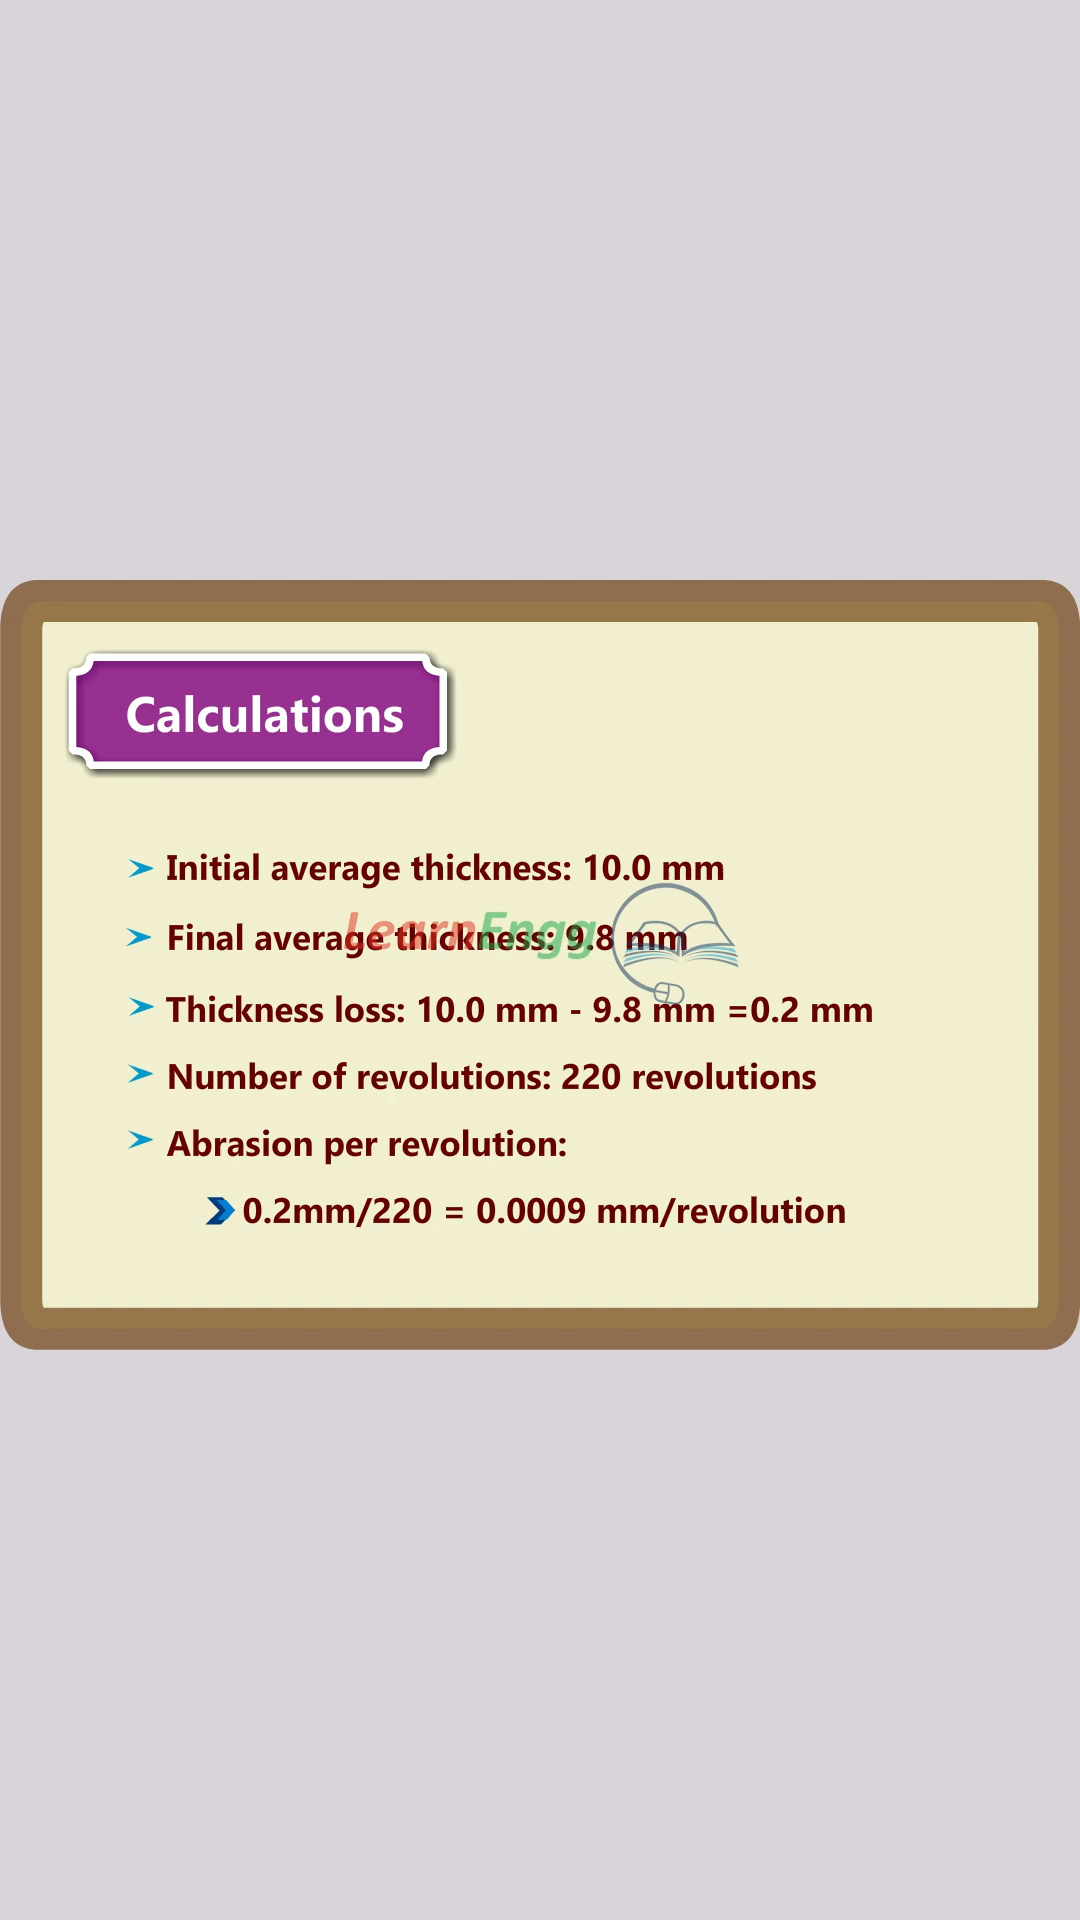 Calculations
Initial average thickness: 10.0 mm
LearnEngg
Final average thickness: 9.8 mm
Thickness loss: 10.0 mm - 9.8 mm =0.2 mm
Number of revolutions: 220 revolutions
Abrasion per revolution:
0.2mm/220 = 0.0009 mm/revolution